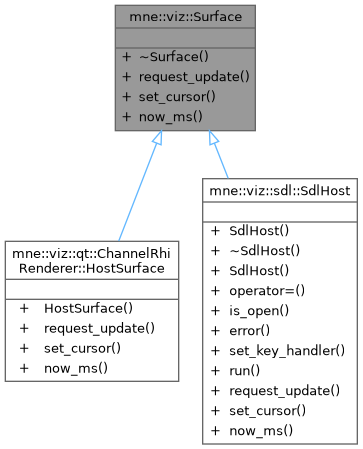 mne::viz::Surface
+ ~Surface()
+ request_update()
+ set_cursor()
+ now_ms()
mne::viz::qt::ChannelRhi
Renderer::HostSurface
+ HostSurface()
+ request_update()
+ set_cursor()
+ now_ms()
mne::viz::sdl::SdlHost
+ SdlHost()
+ ~SdlHost()
+ SdlHost()
+ operator=()
+ is_open()
+ error()
+ set_key_handler()
+ run()
+ request_update()
+ set_cursor()
+ now_ms()